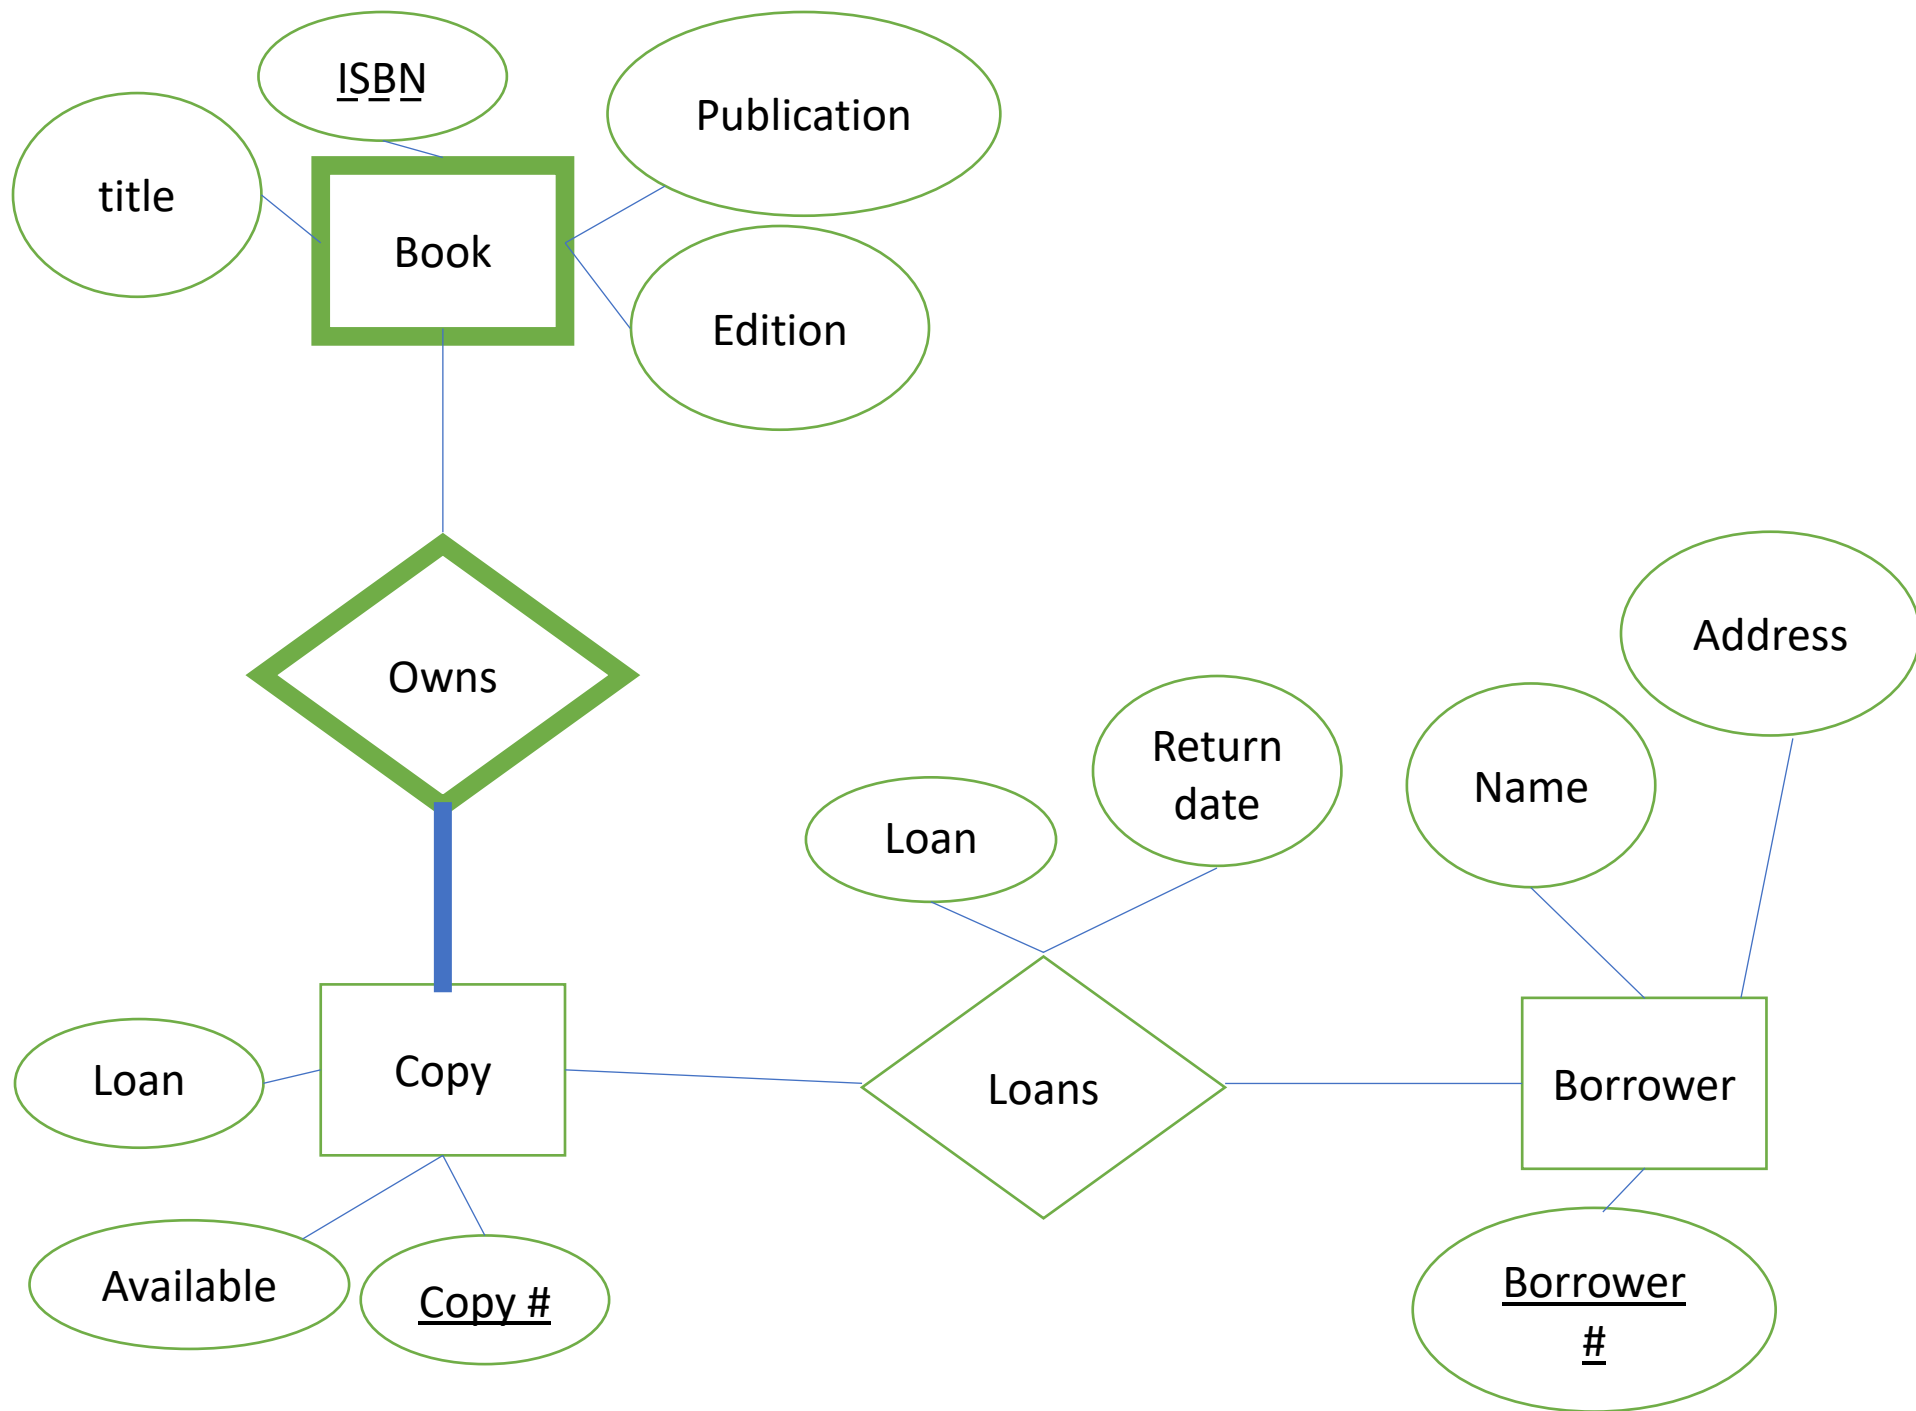 ISBN
title
Publication
Book
Edition
Owns
Address
Return
date
Name
Loan
Copy
Loan
Loans
Borrower
Available
Copy #
Borrower
#